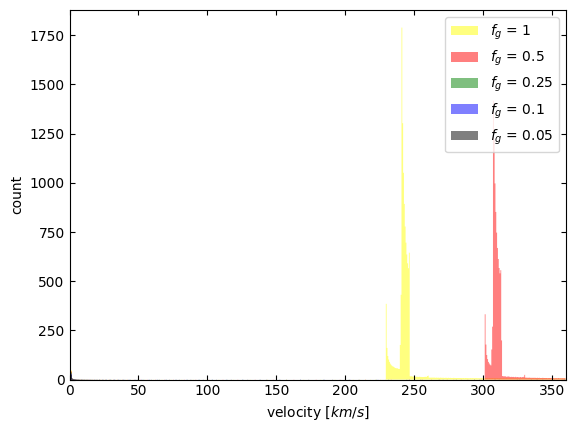 1750
1500
1250
1000
750
500
250
0
count
0 50 100 150 200 250 300 350
velocity [km/s]
f_g = 1
f_g = 0.5
f_g = 0.25
f_g = 0.1
f_g = 0.05